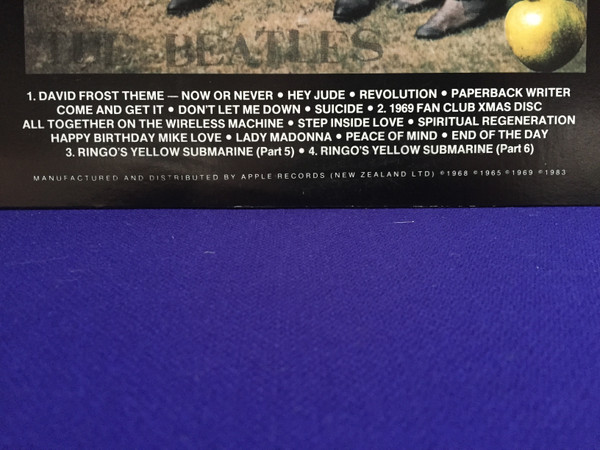 THE BEATLES
1. DAVID FROST THEME — NOW OR NEVER • HEY JUDE • REVOLUTION • PAPERBACK WRITER
COME AND GET IT • DON'T LET ME DOWN • SUICIDE • 2. 1969 FAN CLUB XMAS DISC
ALL TOGETHER ON THE WIRELESS MACHINE • STEP INSIDE LOVE • SPIRITUAL REGENERATION
HAPPY BIRTHDAY MIKE LOVE • LADY MADONNA • PEACE OF MIND • END OF THE DAY
3. RINGO'S YELLOW SUBMARINE (Part 5) • 4. RINGO'S YELLOW SUBMARINE (Part 6)
MANUFACTURED AND DISTRIBUTED BY APPLE RECORDS (NEW ZEALAND LTD) ©1968 ©1965 ©1969 ©1983